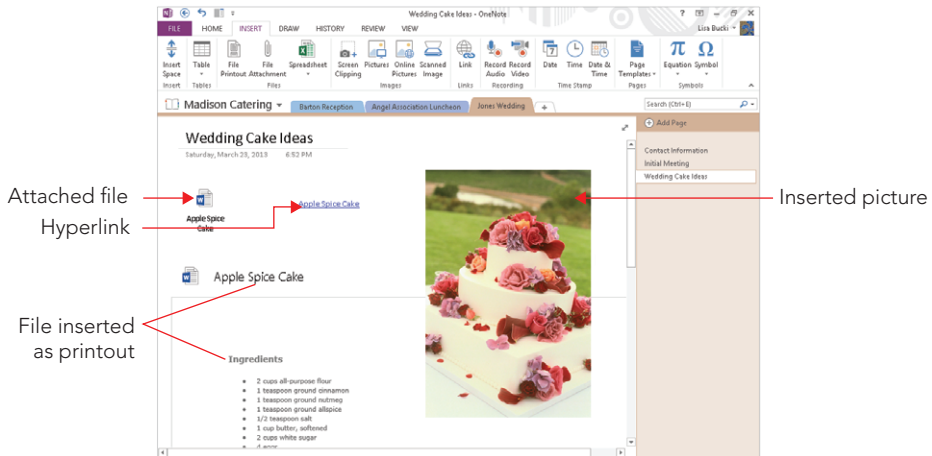 Wedding Cake Ideas - OneNote
?
Lisa Bucki
FILE HOME INSERT DRAW HISTORY REVIEW VIEW
Insert Space
Table
File Printout
File Attachment
Spreadsheet
Screen Clipping
Pictures
Online Pictures
Scanned Image
Link
Record Audio
Record Video
Date
Time
Date & Time
Page Templates
Equation
Symbol
Insert Tables Files Images Links Recording Time Stamp Pages Symbols
Madison Catering
Barton Reception
Angel Association Luncheon
Jones Wedding
Search (Ctrl+E)
Add Page
Contact Information
Initial Meeting
Wedding Cake Ideas
Wedding Cake Ideas
Saturday, March 23, 2013 6:52 PM
Attached file
Hyperlink
Apple Spice
Cake
Apple Spice Cake
Inserted picture
Apple Spice Cake
File inserted
as printout
Ingredients
2 cups all-purpose flour
1 teaspoon ground cinnamon
1 teaspoon ground nutmeg
1 teaspoon ground allspice
1/2 teaspoon salt
1 cup butter, softened
2 cups white sugar